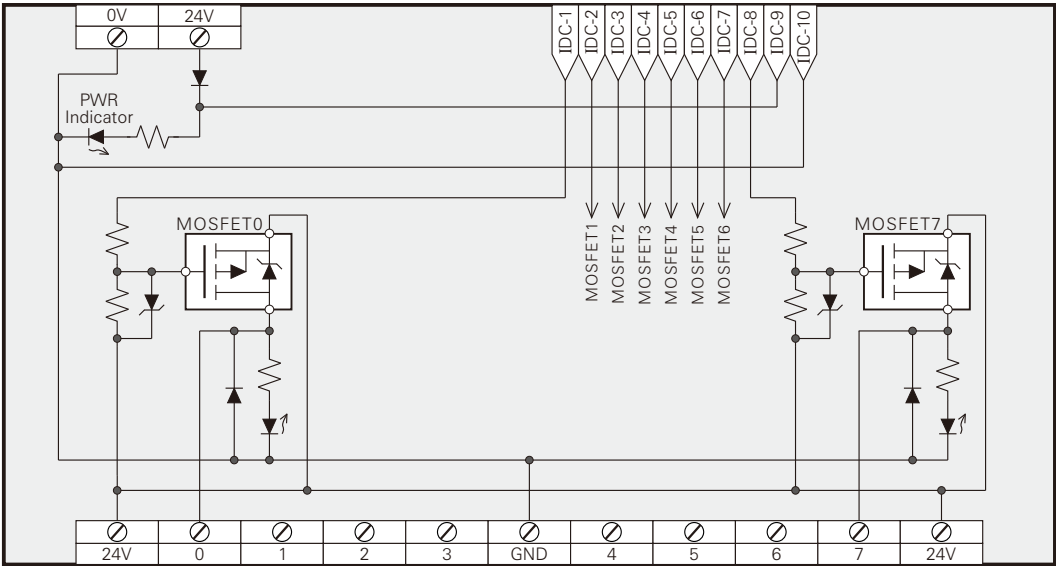 0V 24V
IDC-1
IDC-2
IDC-3
IDC-4
IDC-5
IDC-6
IDC-7
IDC-8
IDC-9
IDC-10
PWR
Indicator
MOSFET0
MOSFET1
MOSFET2
MOSFET3
MOSFET4
MOSFET5
MOSFET6
MOSFET7
24V 0 1 2 3 GND 4 5 6 7 24V